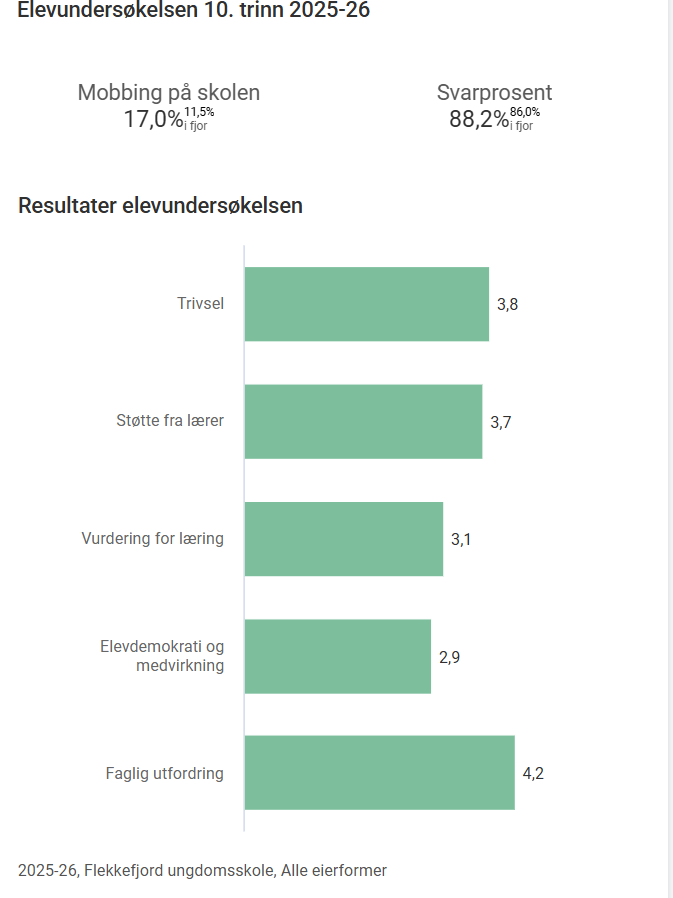 Elevundersøkelsen 10. trinn 2025-26
Mobbing på skolen
17,0% 11,5% i fjor
Svarprosent
88,2% 86,0% i fjor
Resultater elevundersøkelsen
Trivsel 3,8
Støtte fra lærer 3,7
Vurdering for læring 3,1
Elevdemokrati og
medvirkning 2,9
Faglig utfordring 4,2
2025-26, Flekkefjord ungdomsskole, Alle eierformer